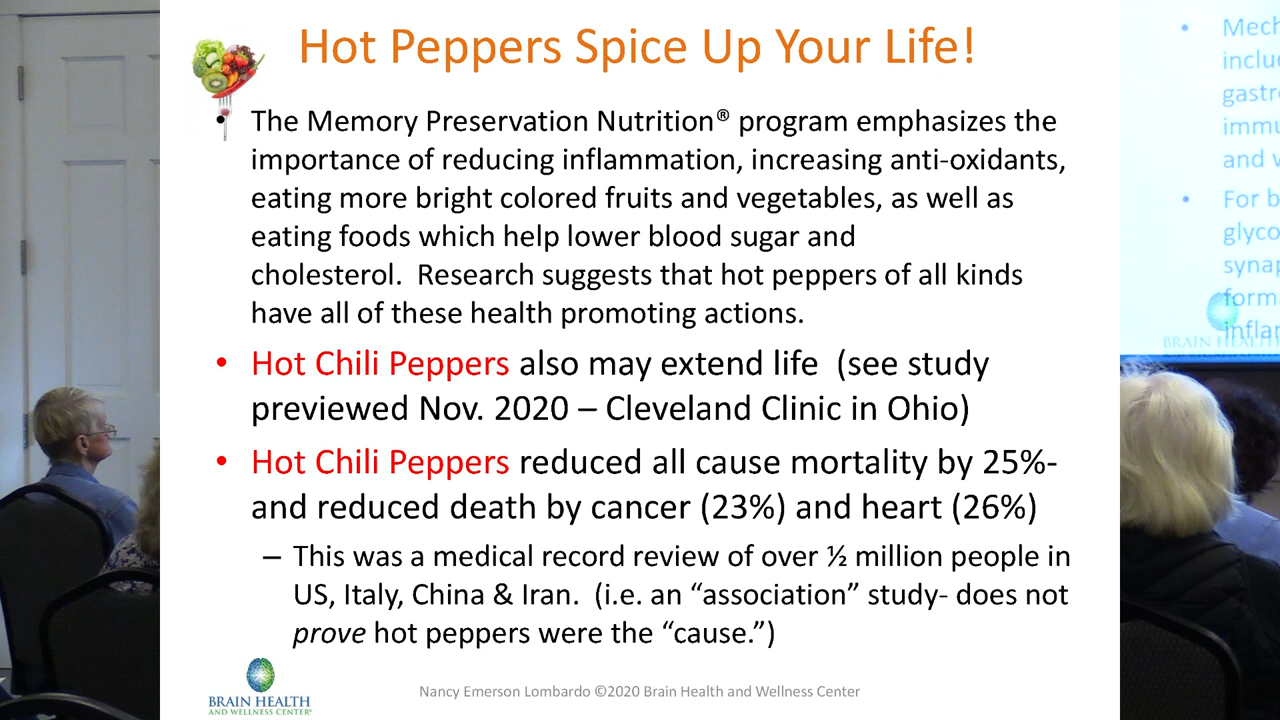 Hot Peppers Spice Up Your Life!
• The Memory Preservation Nutrition® program emphasizes the
importance of reducing inflammation, increasing anti-oxidants,
eating more bright colored fruits and vegetables, as well as
eating foods which help lower blood sugar and
cholesterol.  Research suggests that hot peppers of all kinds
have all of these health promoting actions.
• Hot Chili Peppers also may extend life  (see study
previewed Nov. 2020 – Cleveland Clinic in Ohio)
• Hot Chili Peppers reduced all cause mortality by 25%-
and reduced death by cancer (23%) and heart (26%)
– This was a medical record review of over ½ million people in
US, Italy, China & Iran.  (i.e. an “association” study- does not
prove hot peppers were the “cause.”)
BRAIN HEALTH
AND WELLNESS CENTER®
Nancy Emerson Lombardo ©2020 Brain Health and Wellness Center
•
•
and
For
BRAIN HEALTH